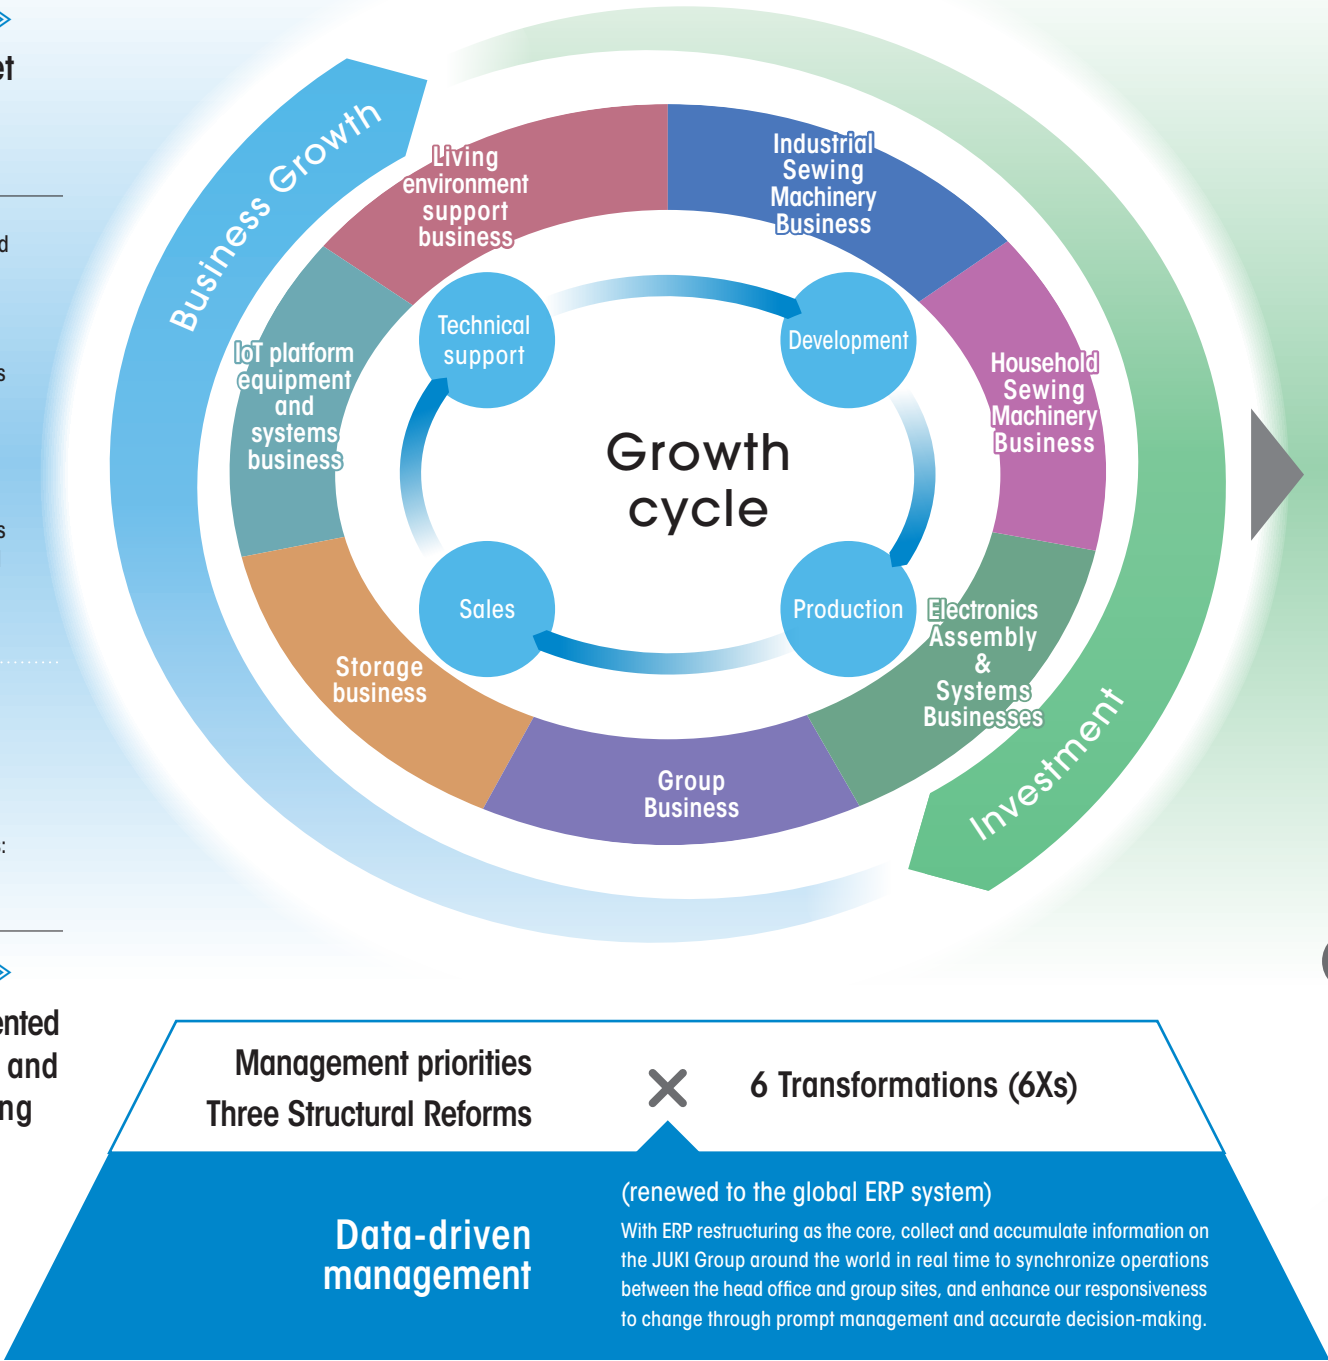 et
d
s
s
:
ented
and
ng
Business Growth
Living
environment
support
business
Industrial
Sewing
Machinery
Business
IoT platform
equipment
and
systems
business
Household
Sewing
Machinery
Business
Technical
support
Development
Growth
cycle
Sales
Production
Storage
business
Electronics
Assembly
&
Systems
Businesses
Group
Business
Investment
Management priorities
Three Structural Reforms
×
6 Transformations (6Xs)
Data-driven
management
(renewed to the global ERP system)
With ERP restructuring as the core, collect and accumulate information on
the JUKI Group around the world in real time to synchronize operations
between the head office and group sites, and enhance our responsiveness
to change through prompt management and accurate decision-making.